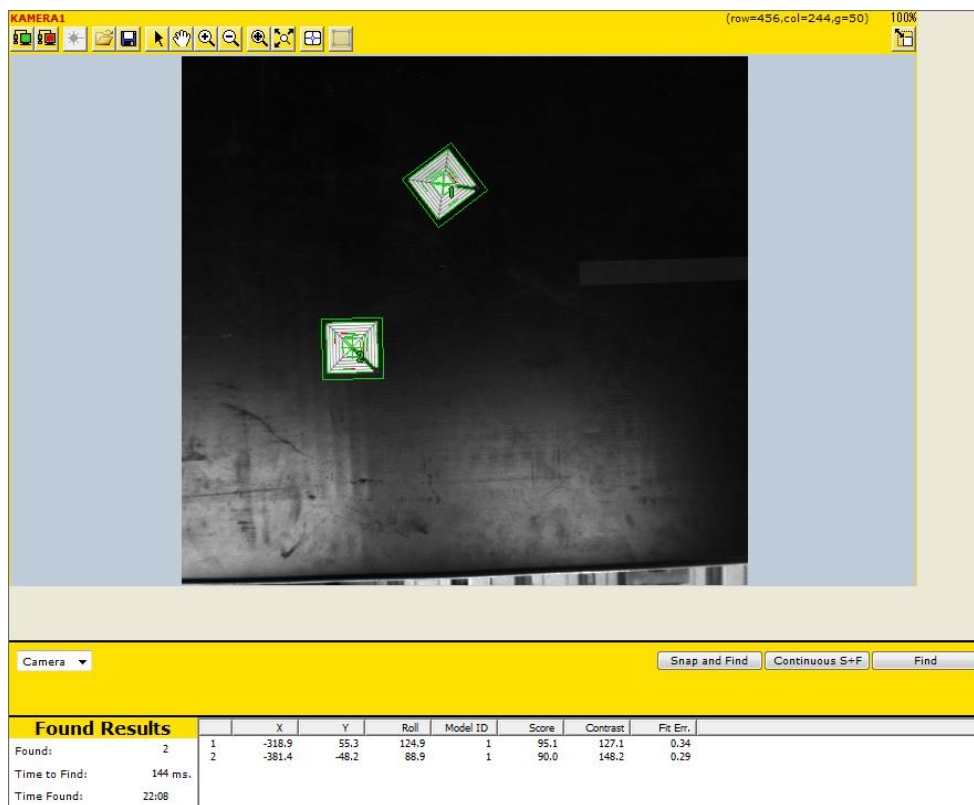 KAMERA1 (row=456,col=244,g=50) 100%
1
2
Camera
Snap and Find Continuous S+F Find
Found Results
X Y Roll Model ID Score Contrast Fit Err.
Found: 2
1 -318.9 55.3 124.9 1 95.1 127.1 0.34
2 -381.4 -48.2 88.9 1 90.0 148.2 0.29
Time to Find: 144 ms.
Time Found: 22:08